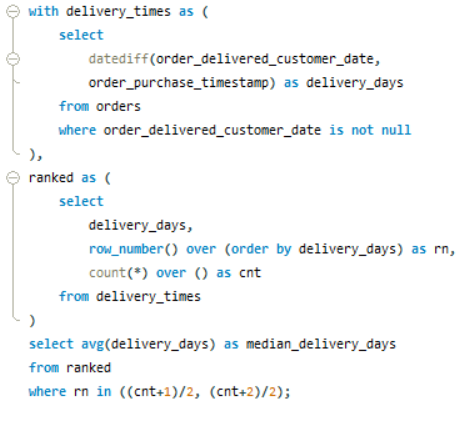 with delivery_times as (
select
datediff(order_delivered_customer_date,
order_purchase_timestamp) as delivery_days
from orders
where order_delivered_customer_date is not null
),
ranked as (
select
delivery_days,
row_number() over (order by delivery_days) as rn,
count(*) over () as cnt
from delivery_times
)
select avg(delivery_days) as median_delivery_days
from ranked
where rn in ((cnt+1)/2, (cnt+2)/2);